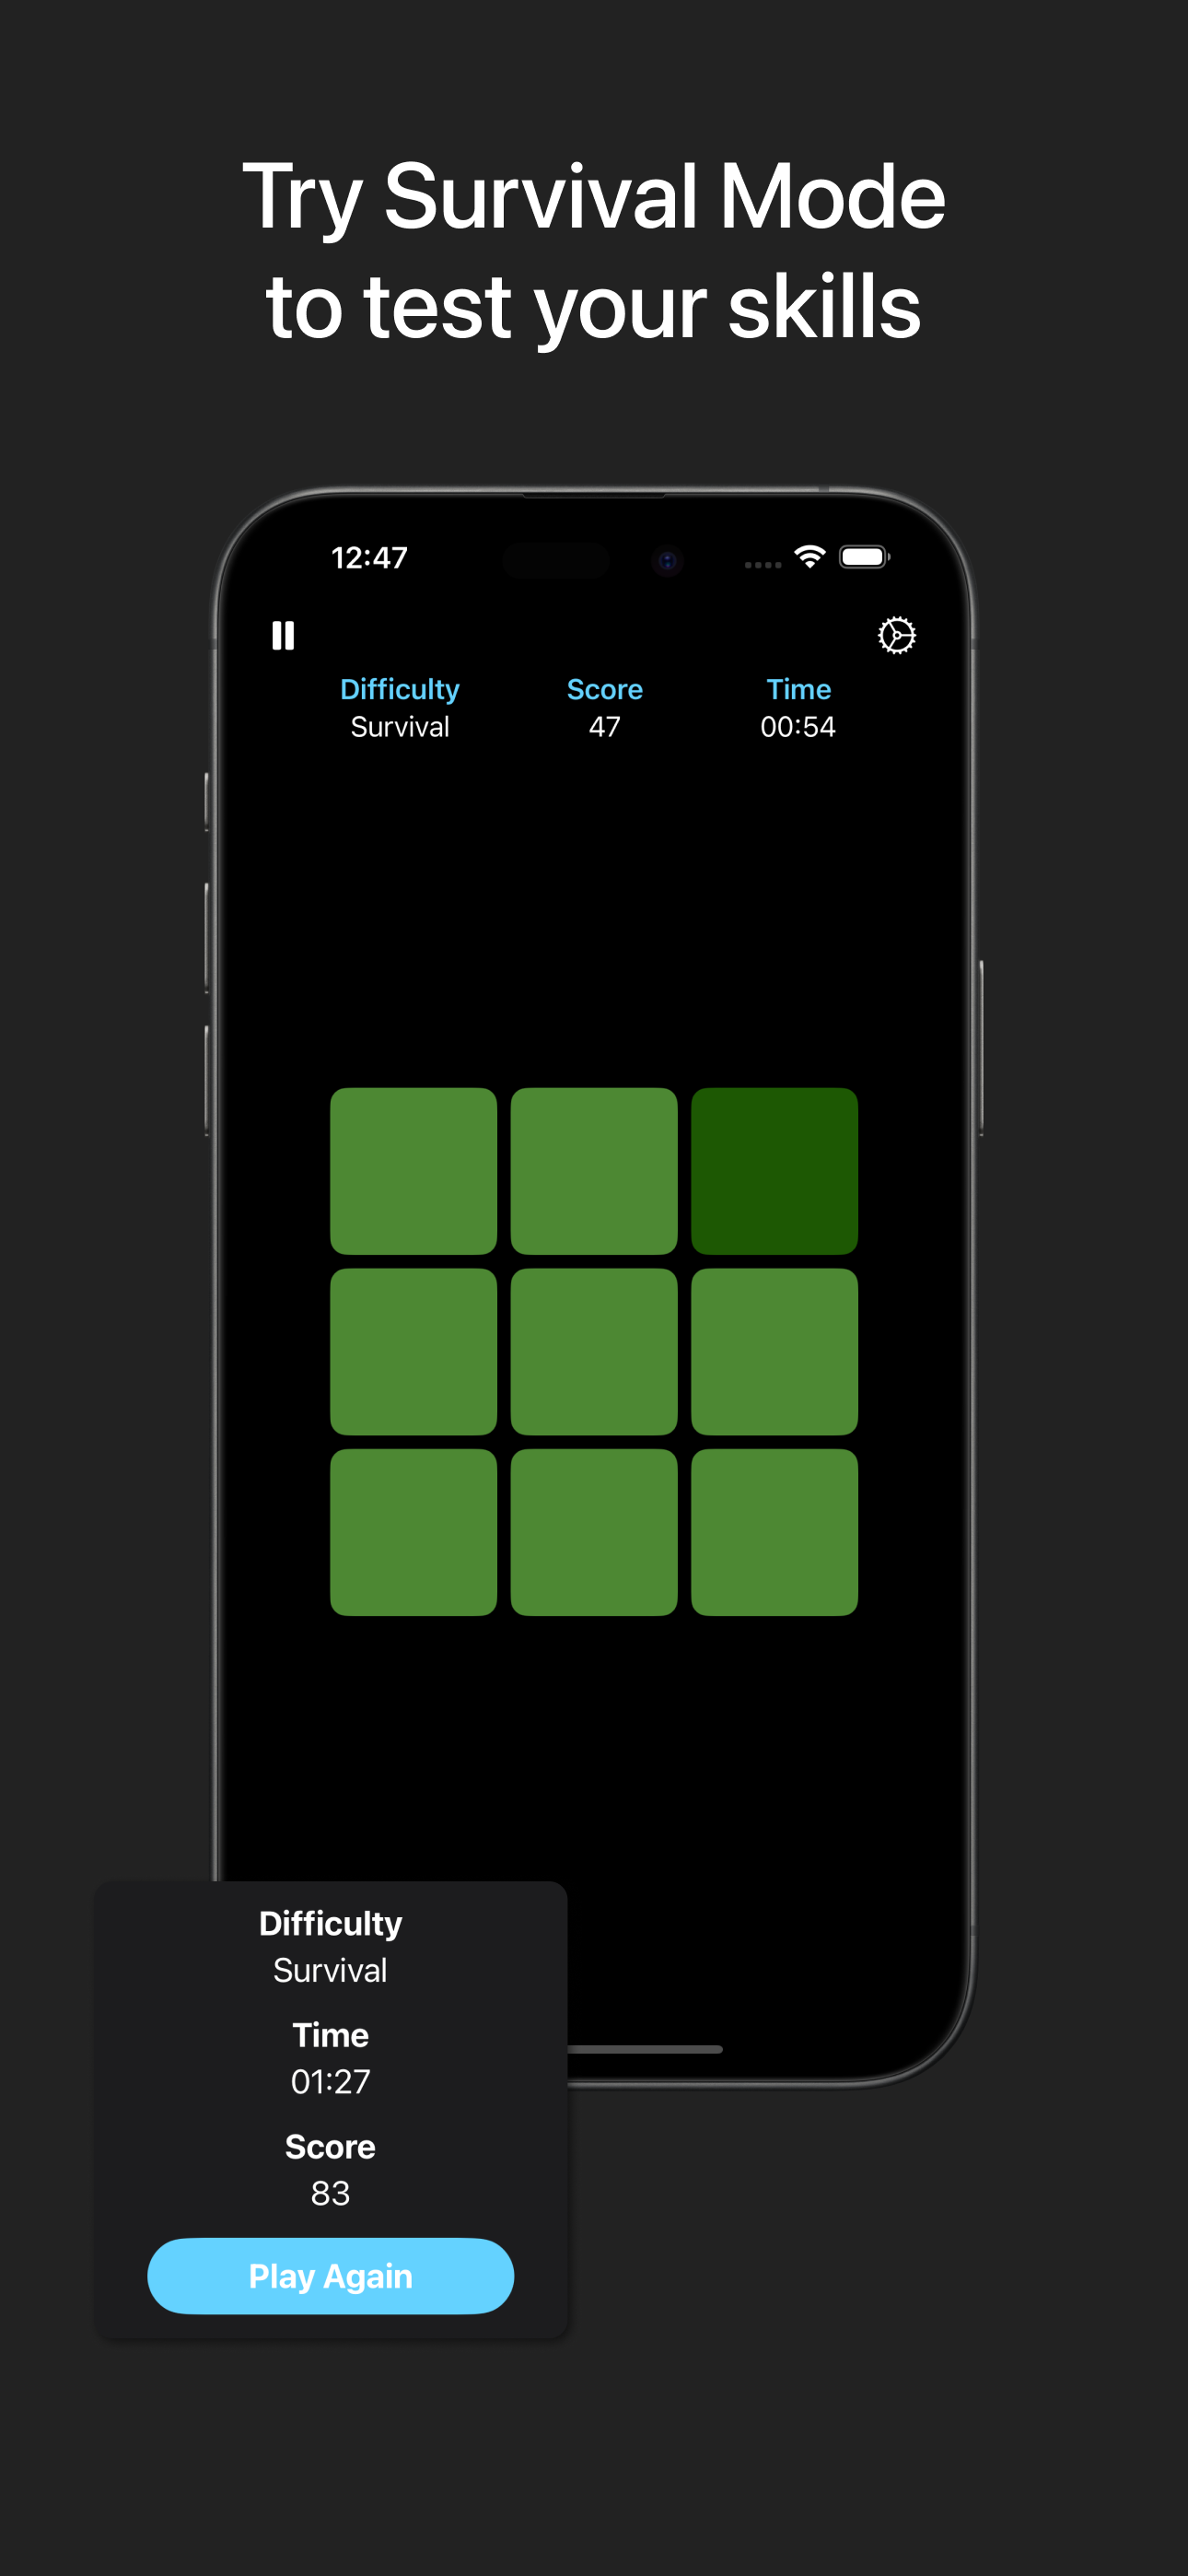 Try Survival Mode
to test your skills
12:47
Difficulty Score Time
Survival 47 00:54
Difficulty
Survival
Time
01:27
Score
83
Play Again